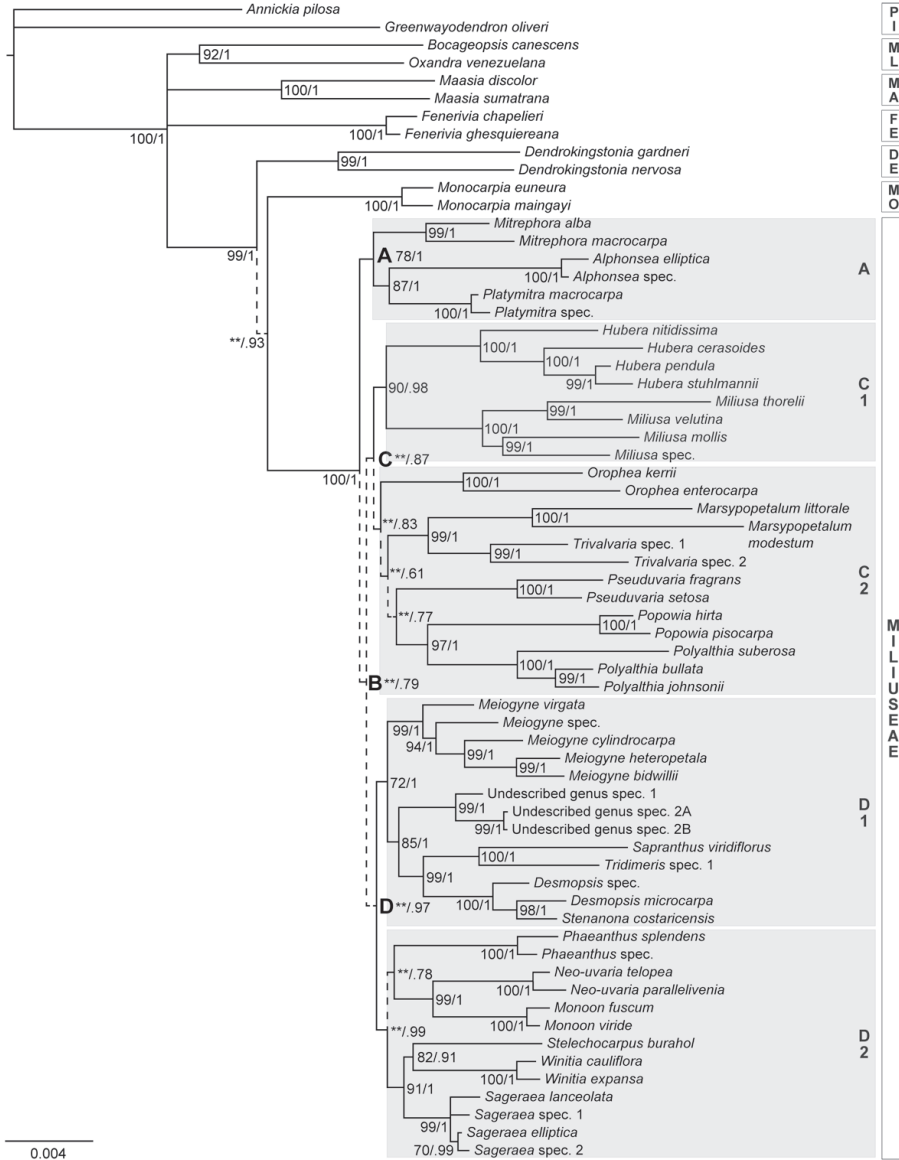 Annickia pilosa
Greenwayodendron oliveri
P
I
Bocageopsis canescens
92/1
Oxandra venezuelana
M
L
Maasia discolor
100/1
Maasia sumatrana
M
A
Fenerivia chapelieri
100/1
Fenerivia ghesquiereana
F
E
100/1
Dendrokingstonia gardneri
99/1
Dendrokingstonia nervosa
D
E
Monocarpia euneura
100/1
Monocarpia maingayi
M
O
Mitrephora alba
99/1
Mitrephora macrocarpa
99/1
A 78/1
Alphonsea elliptica
A
100/1
Alphonsea spec.
87/1
Platymitra macrocarpa
100/1
Platymitra spec.
**/.93
Hubera nitidissima
100/1
Hubera cerasoides
100/1
Hubera pendula
99/1
Hubera stuhlmannii
90/.98
C
1
Miliusa thorelii
99/1
Miliusa velutina
100/1
Miliusa mollis
99/1
Miliusa spec.
C **/.87
100/1
Orophea kerrii
100/1
Orophea enterocarpa
Marsypopetalum littorale
100/1
Marsypopetalum
modestum
**/.83
99/1
Trivalvaria spec. 1
99/1
Trivalvaria spec. 2
**/.61
C
2
Pseuduvaria fragrans
100/1
Pseuduvaria setosa
**/.77
Popowia hirta
100/1
Popowia pisocarpa
97/1
Polyalthia suberosa
100/1
Polyalthia bullata
99/1
Polyalthia johnsonii
B **/.79
M
I
L
I
U
S
E
A
E
Meiogyne virgata
99/1
Meiogyne spec.
94/1
Meiogyne cylindrocarpa
99/1
Meiogyne heteropetala
99/1
Meiogyne bidwillii
72/1
Undescribed genus spec. 1
99/1
Undescribed genus spec. 2A
99/1
Undescribed genus spec. 2B
D
1
85/1
Sapranthus viridiflorus
100/1
Tridimeris spec. 1
99/1
Desmopsis spec.
100/1
Desmopsis microcarpa
98/1
Stenanona costaricensis
D **/.97
Phaeanthus splendens
100/1
Phaeanthus spec.
**/.78
Neo-uvaria telopea
100/1
Neo-uvaria parallelivenia
99/1
Monoon fuscum
100/1
Monoon viride
**/.99
D
2
Stelechocarpus burahol
82/.91
Winitia cauliflora
100/1
Winitia expansa
91/1
Sageraea lanceolata
99/1
Sageraea spec. 1
Sageraea elliptica
70/.99
Sageraea spec. 2
0.004